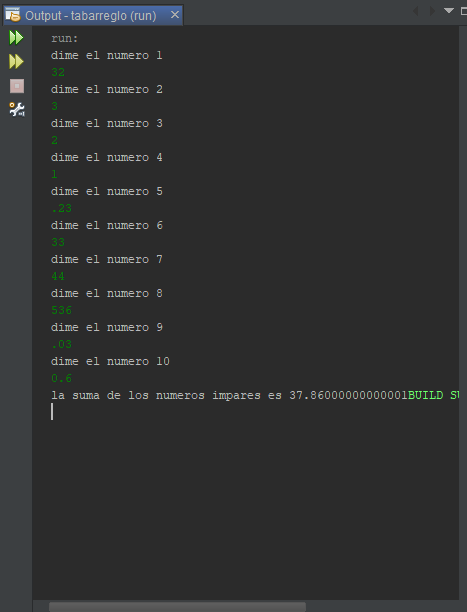 Output - tabarreglo (run)
run:
dime el numero 1
32
dime el numero 2
3
dime el numero 3
2
dime el numero 4
1
dime el numero 5
.23
dime el numero 6
33
dime el numero 7
44
dime el numero 8
536
dime el numero 9
.03
dime el numero 10
0.6
la suma de los numeros impares es 37.86000000000001BUILD SU